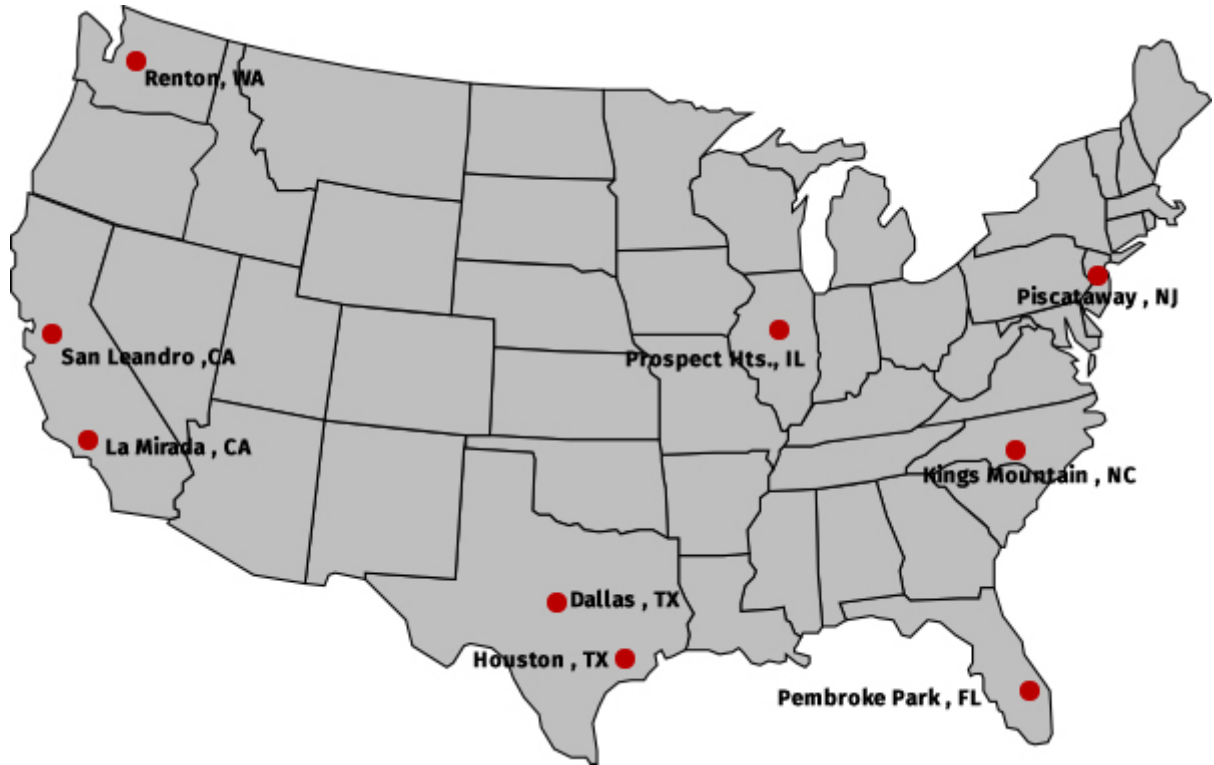 Renton, WA
Piscataway , NJ
San Leandro ,CA
Prospect Hts., IL
La Mirada , CA
Kings Mountain , NC
Dallas , TX
Houston , TX
Pembroke Park , FL